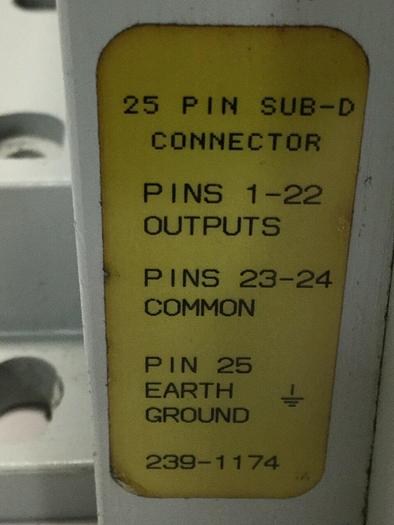 25 PIN SUB-D
CONNECTOR
PINS 1-22
OUTPUTS
PINS 23-24
COMMON
PIN 25
EARTH
GROUND
239-1174